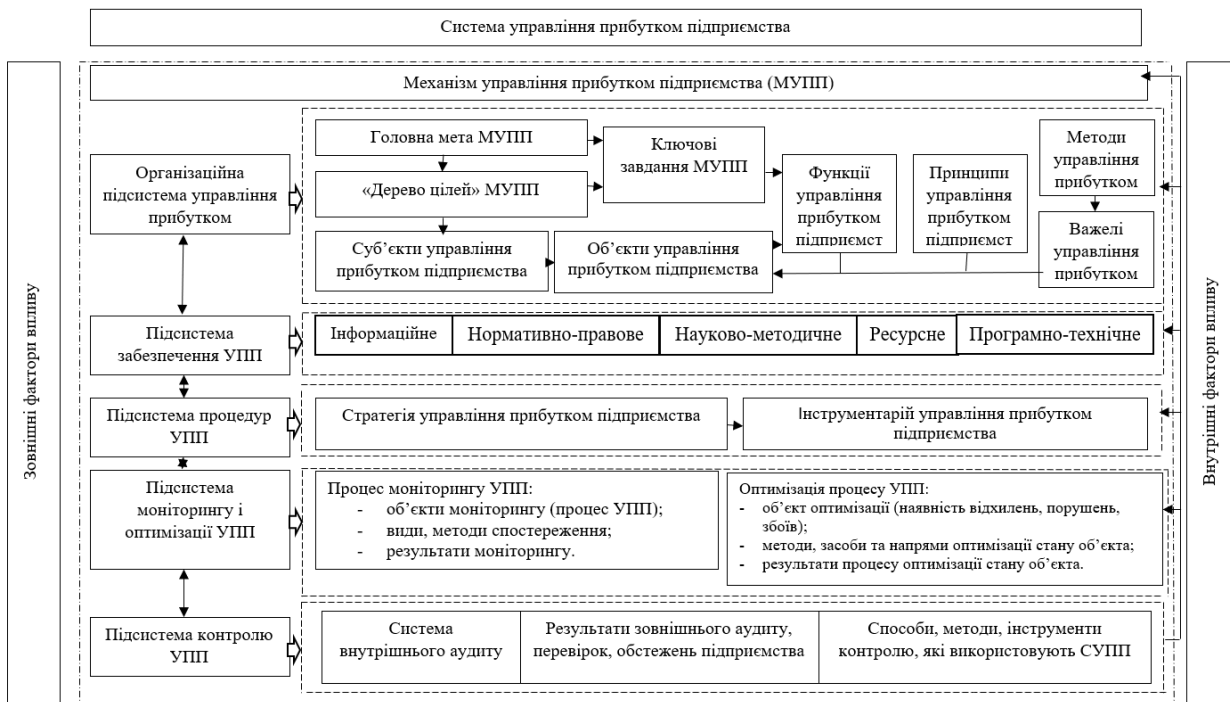 Система управління прибутком підприємства
Зовнішні фактори впливу
Механізм управління прибутком підприємства (МУПП)
Організаційна
підсистема управління
прибутком
Головна мета МУПП
«Дерево цілей» МУПП
Суб’єкти управління
прибутком підприємства
Ключові
завдання МУПП
Об’єкти управління
прибутком підприємства
Функції
управління
прибутком
підприємст
Принципи
управління
прибутком
підприємст
Методи
управління
прибутком
Важелі
управління
прибутком
Підсистема
забезпечення УПП
Інформаційне
Нормативно-правове
Науково-методичне
Ресурсне
Програмно-технічне
Підсистема процедур
УПП
Стратегія управління прибутком підприємства
Інструментарій управління прибутком
підприємства
Підсистема
моніторингу і
оптимізації УПП
Процес моніторингу УПП:
- об’єкти моніторингу (процес УПП);
- види, методи спостереження;
- результати моніторингу.
Оптимізація процесу УПП:
- об’єкт оптимізації (наявність відхилень, порушень,
збоїв);
- методи, засоби та напрями оптимізації стану об’єкта;
- результати процесу оптимізації стану об’єкта.
Підсистема контролю
УПП
Система
внутрішнього аудиту
Результати зовнішнього аудиту,
перевірок, обстежень підприємства
Способи, методи, інструменти
контролю, які використовують СУПП
Внутрішні фактори впливу